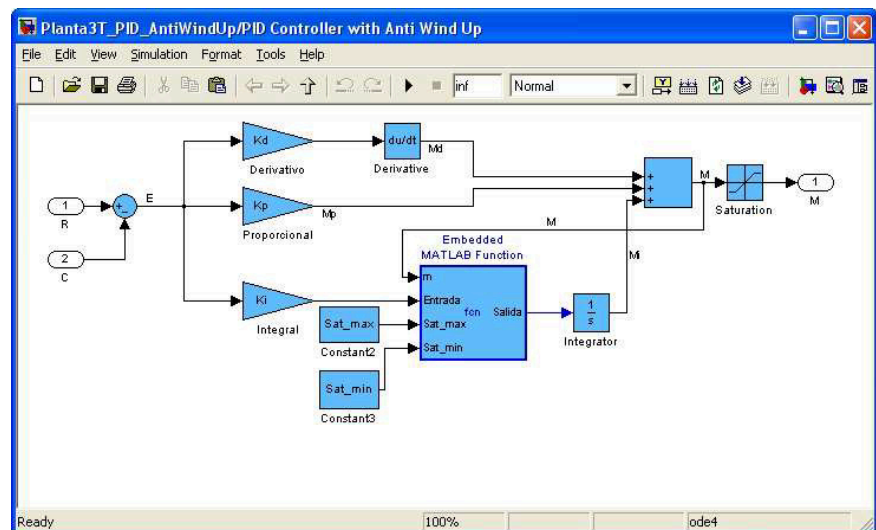 Planta3T_PID_AntiWindUp/PID Controller with Anti Wind Up
File Edit View Simulation Format Tools Help
inf Normal
Kd
Derivativo
du/dt
Derivative
Md
1
R
+
-
E
2
C
Kp
Proporcional
Mp
+
+
+
M
Saturation
1
M
M
Mi
Embedded
MATLAB Function
m
Entrada
fcn
Salida
Sat_max
Sat_min
Ki
Integral
Sat_max
Constant2
Sat_min
Constant3
1
s
Integrator
Ready 100% ode4